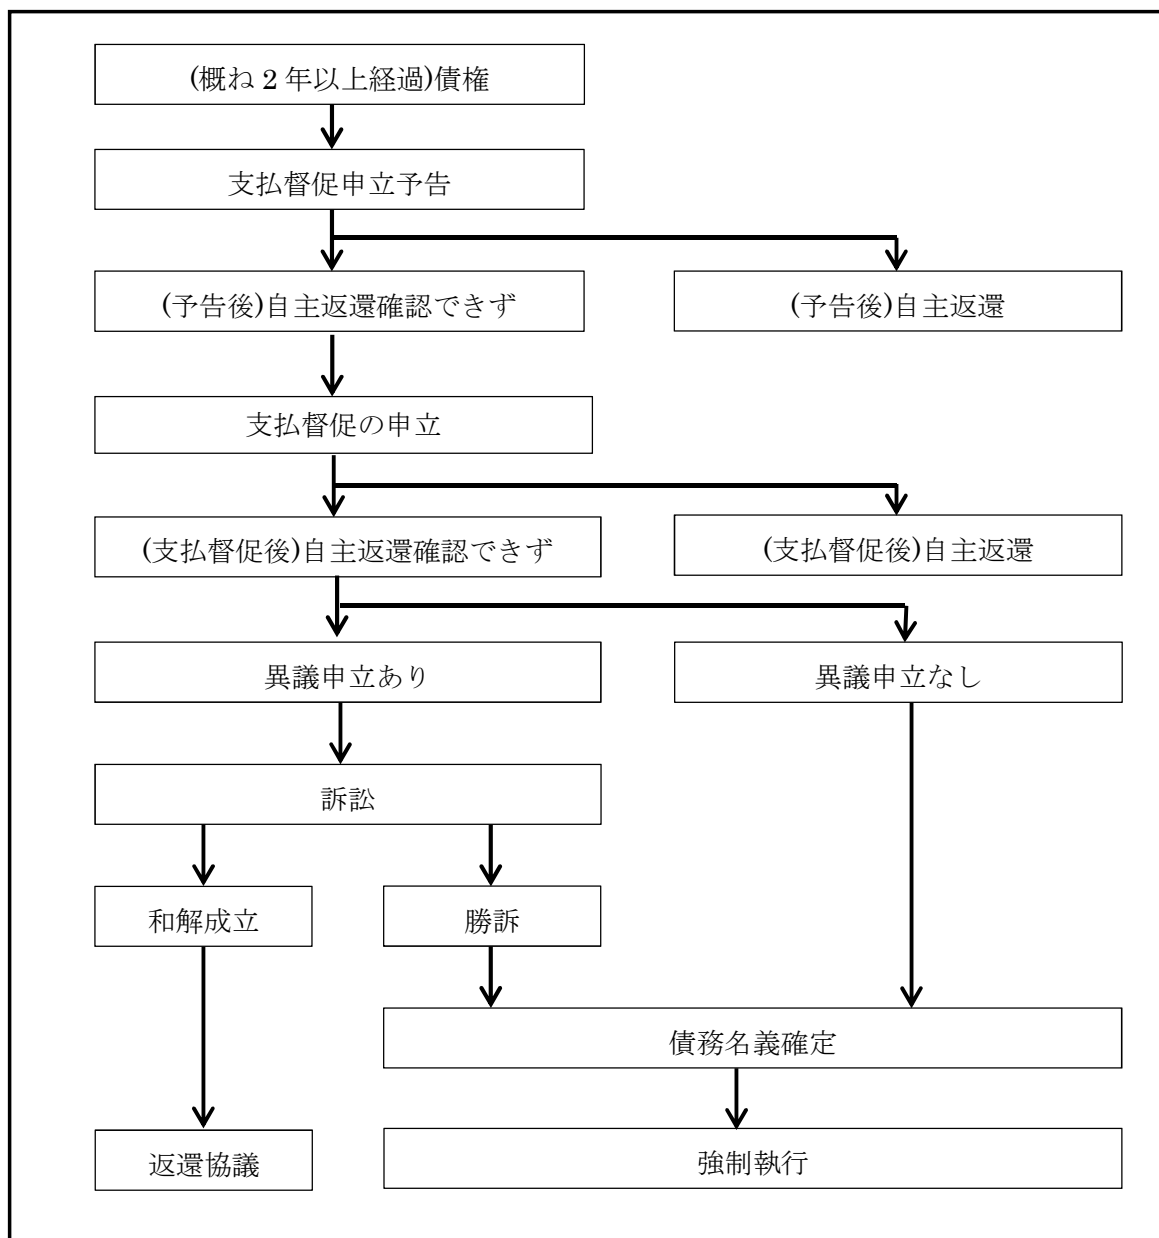 (概ね 2 年以上経過)債権
支払督促申立予告
(予告後)自主返還確認できず
(予告後)自主返還
支払督促の申立
(支払督促後)自主返還確認できず
(支払督促後)自主返還
異議申立あり
異議申立なし
訴訟
和解成立
勝訴
債務名義確定
返還協議
強制執行